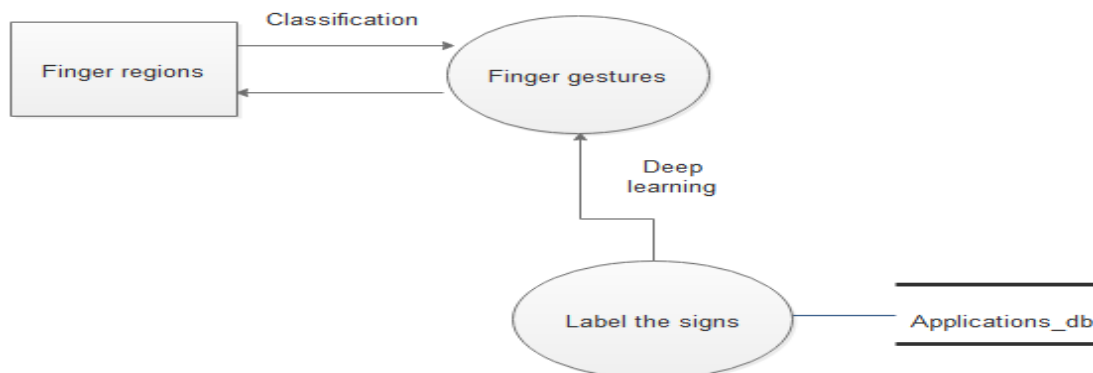 Classification
Finger regions
Finger gestures
Deep
learning
Label the signs
Applications_db